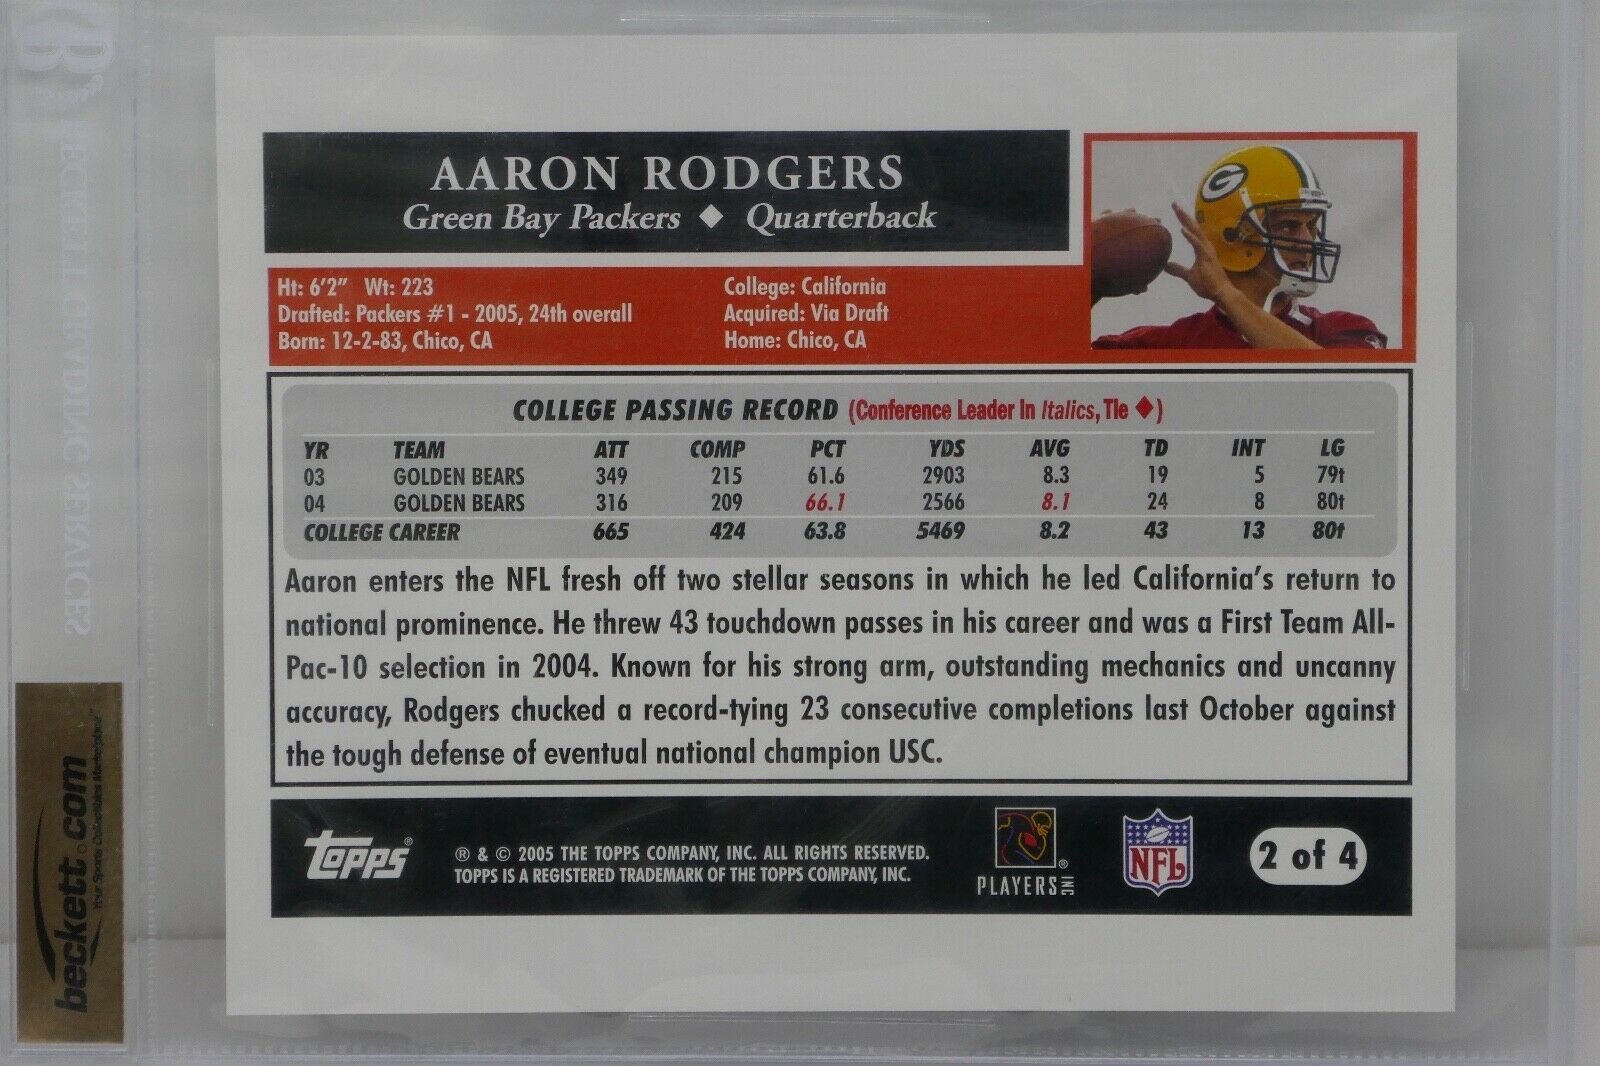 AARON RODGERS
Green Bay Packers ◆ Quarterback
G
Ht: 6'2" Wt: 223
Drafted: Packers #1 - 2005, 24th overall
Born: 12-2-83, Chico, CA
College: California
Acquired: Via Draft
Home: Chico, CA
COLLEGE PASSING RECORD (Conference Leader In Italics, Tie ◆)
YR TEAM ATT COMP PCT YDS AVG TD INT LG
03 GOLDEN BEARS 349 215 61.6 2903 8.3 19 5 79t
04 GOLDEN BEARS 316 209 66.1 2566 8.1 24 8 80t
COLLEGE CAREER 665 424 63.8 5469 8.2 43 13 80t
Aaron enters the NFL fresh off two stellar seasons in which he led California's return to
national prominence. He threw 43 touchdown passes in his career and was a First Team All-
Pac-10 selection in 2004. Known for his strong arm, outstanding mechanics and uncanny
accuracy, Rodgers chucked a record-tying 23 consecutive completions last October against
the tough defense of eventual national champion USC.
Topps®
® & © 2005 THE TOPPS COMPANY, INC. ALL RIGHTS RESERVED.
TOPPS IS A REGISTERED TRADEMARK OF THE TOPPS COMPANY, INC.
PLAYERS INC ®
NFL
2 of 4
BECKETT GRADING SERVICES
beckett.com
Your Sports Collectibles Marketplace™